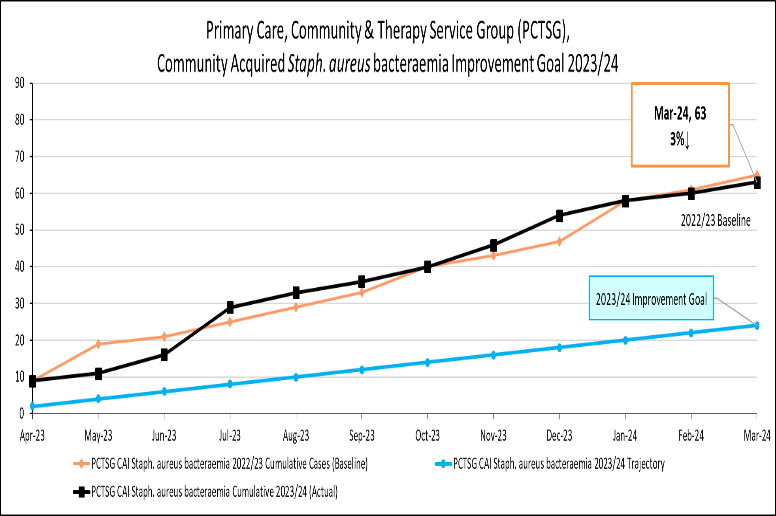 Primary Care, Community & Therapy Service Group (PCTSG),
Community Acquired Staph. aureus bacteraemia Improvement Goal 2023/24
90
80
70
60
50
40
30
20
10
0
Mar-24, 63
3%↓
2022/23 Baseline
2023/24 Improvement Goal
Apr-23 May-23 Jun-23 Jul-23 Aug-23 Sep-23 Oct-23 Nov-23 Dec-23 Jan-24 Feb-24 Mar-24
PCTSG CAI Staph. aureus bacteraemia 2022/23 Cumulative Cases (Baseline)
PCTSG CAI Staph. aureus bacteraemia 2023/24 Trajectory
PCTSG CAI Staph. aureus bacteraemia Cumulative 2023/24 (Actual)